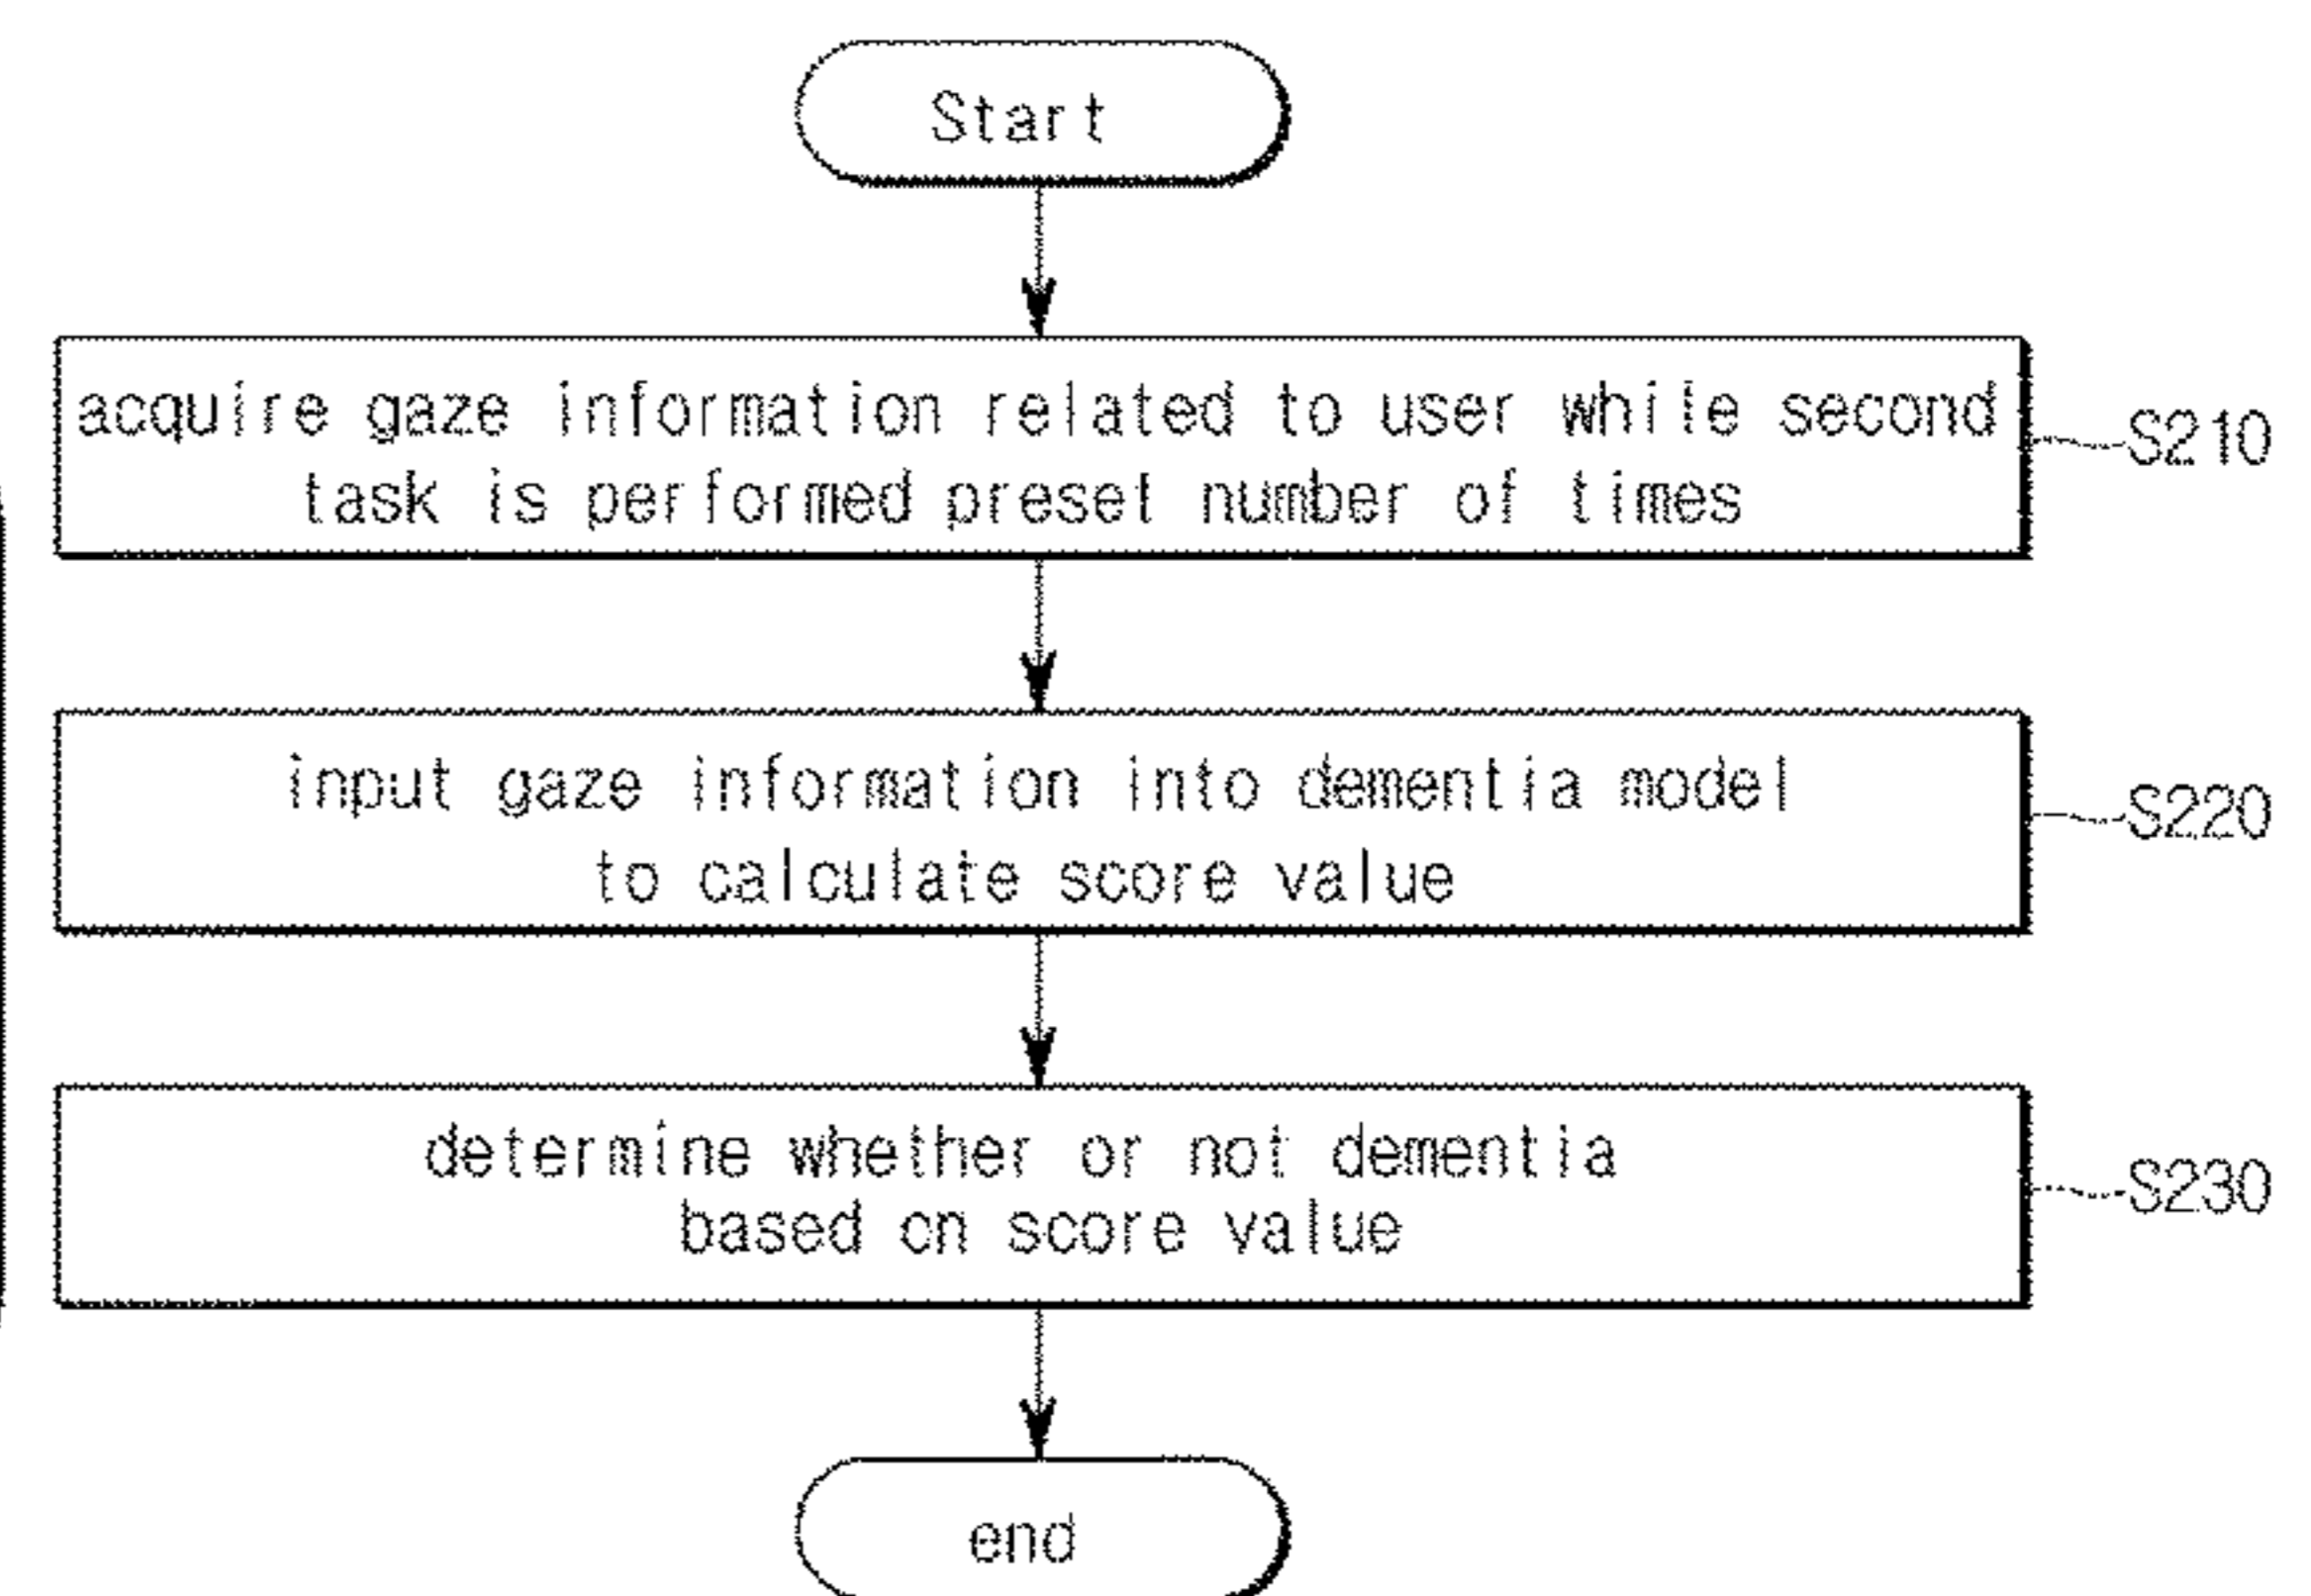 Start
acquire gaze information related to user while second
task is performed preset number of times
S210
input gaze information into dementia model
to calculate score value
S220
determine whether or not dementia
based on score value
S230
end